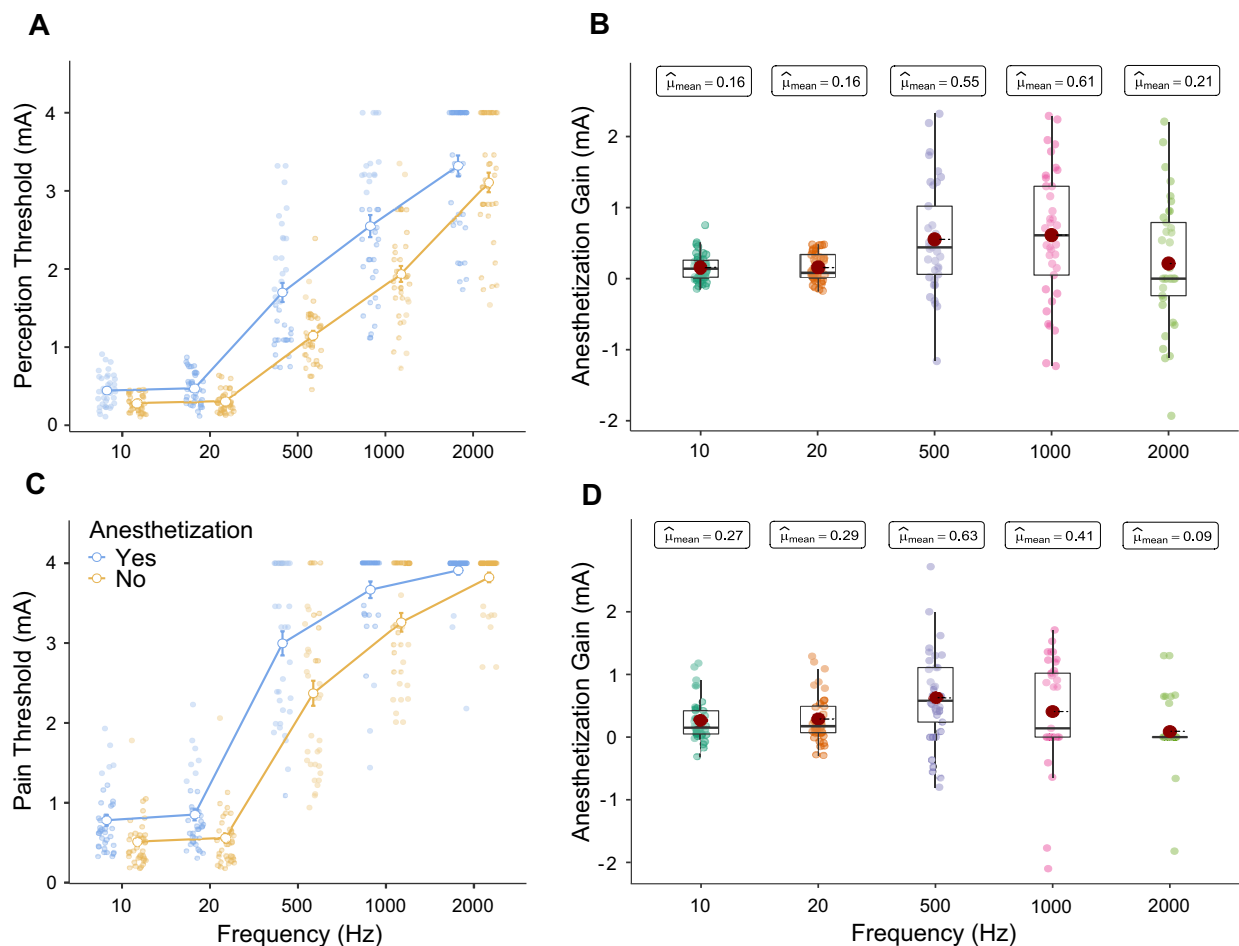 A
Perception Threshold (mA)
4
3
2
1
0
10 20 500 1000 2000
B
Anesthetization Gain (mA)
μ̂mean = 0.16 μ̂mean = 0.16 μ̂mean = 0.55 μ̂mean = 0.61 μ̂mean = 0.21
2
1
0
-1
-2
10 20 500 1000 2000
C
Pain Threshold (mA)
Anesthetization
Yes
No
4
3
2
1
0
10 20 500 1000 2000
Frequency (Hz)
D
Anesthetization Gain (mA)
μ̂mean = 0.27 μ̂mean = 0.29 μ̂mean = 0.63 μ̂mean = 0.41 μ̂mean = 0.09
2
1
0
-1
-2
10 20 500 1000 2000
Frequency (Hz)